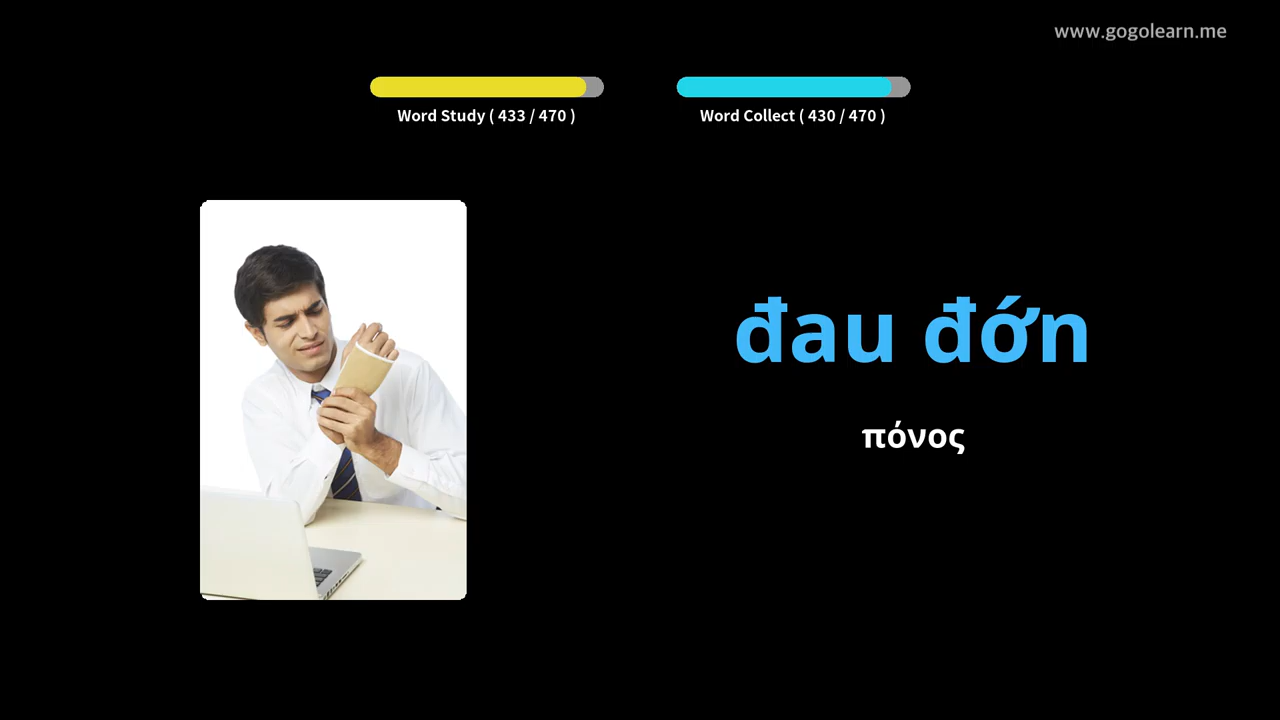 www.gogolearn.me
Word Study ( 433 / 470 )
Word Collect ( 430 / 470 )
đau đớn
πόνος